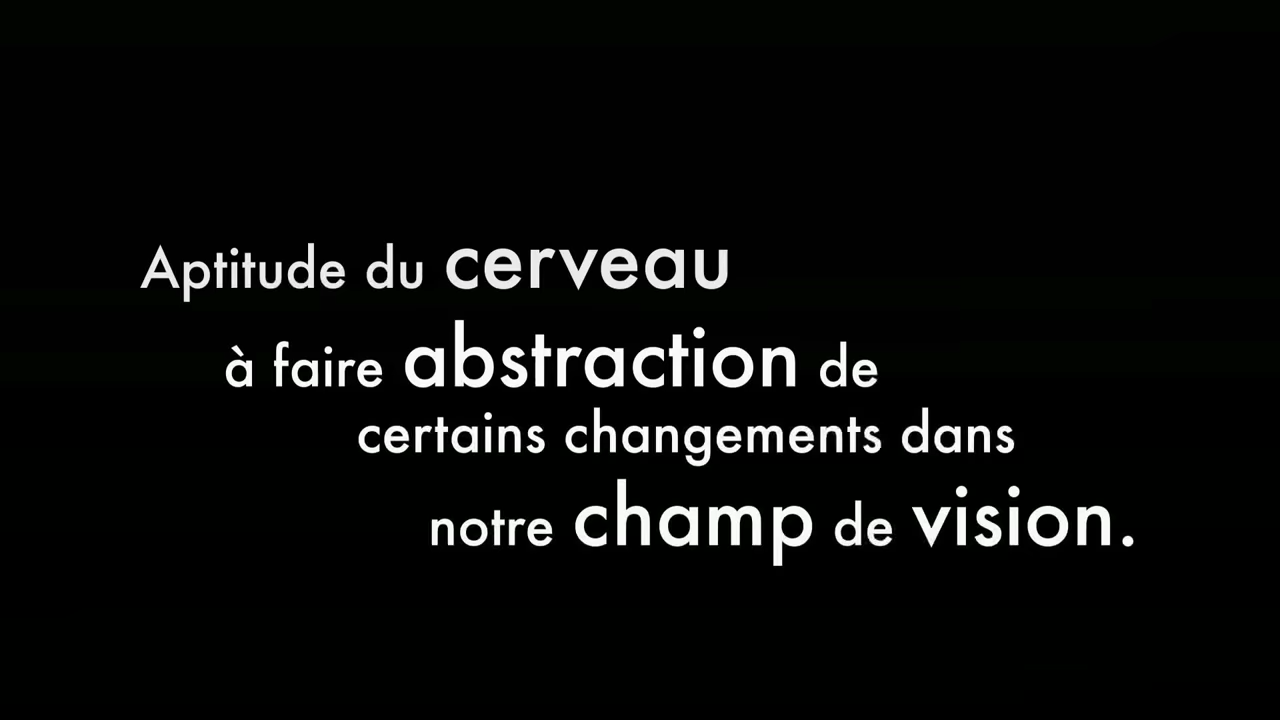 Aptitude du cerveau
à faire abstraction de
certains changements dans
notre champ de vision.